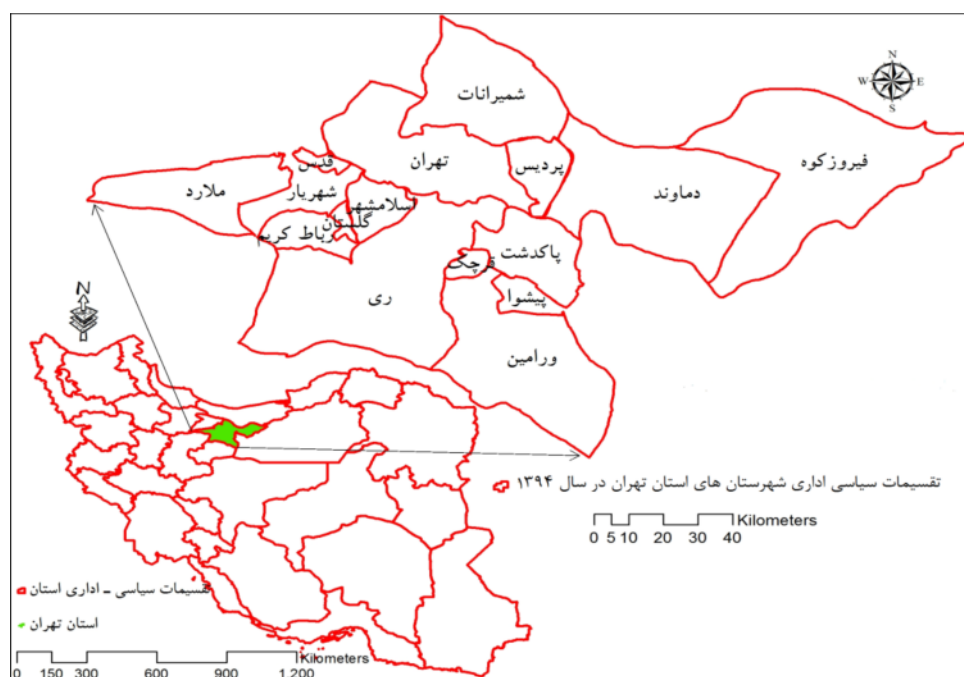 N
W E
S
شمیرانات
فیروزکوه
تهران
پردیس
قدس
دماوند
ملارد
شهریار
اسلامشهر
گلستان
رباط کریم
پاکدشت
قرچک
پیشوا
ری
ورامین
N
تقسیمات سیاسی اداری شهرستان های استان تهران در سال ۱۳۹۴
Kilometers
0 5 10 20 30 40
تقسیمات سیاسی - اداری استان
استان تهران
Kilometers
0 150 300 600 900 1,200